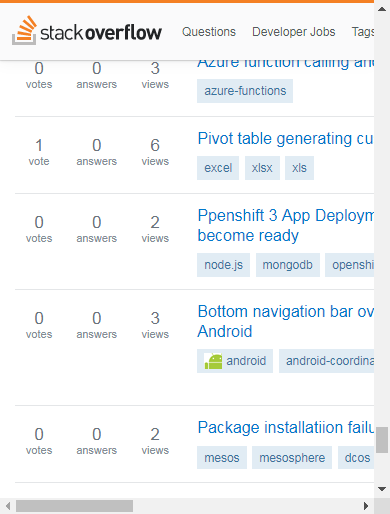 stackoverflow Questions Developer Jobs Tags
0 0 3 Azure function calling and
votes answers views
azure-functions
1 0 6 Pivot table generating cu
vote answers views
excel xlsx xls
0 0 2 Ppenshift 3 App Deploym
votes answers views become ready
node.js mongodb openshi
0 0 3 Bottom navigation bar ov
votes answers views Android
android android-coordina
0 0 2 Package installatiion failu
votes answers views
mesos mesosphere dcos